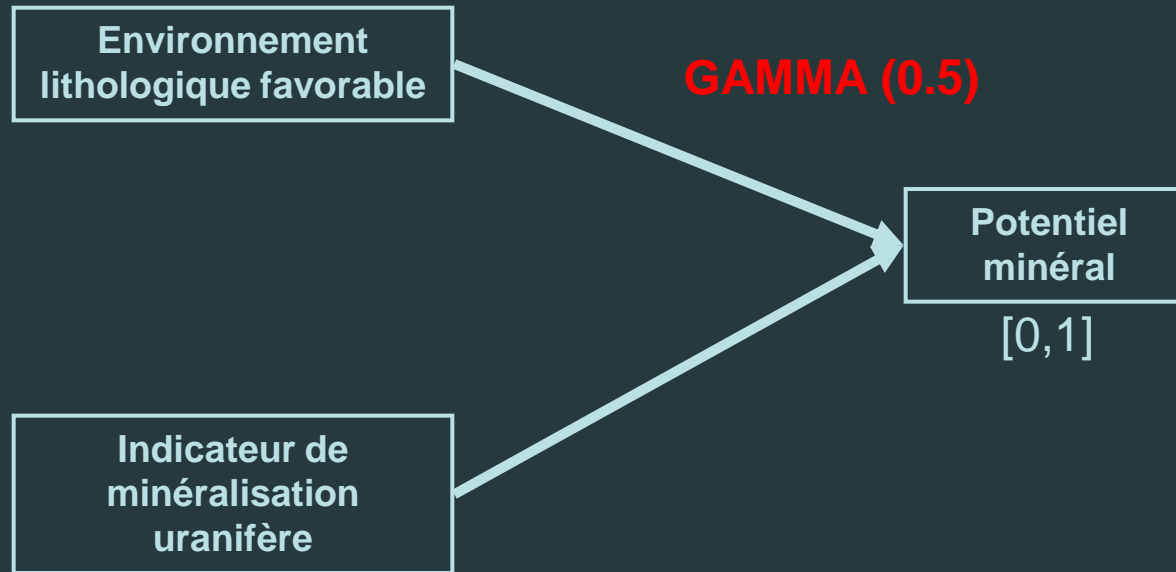 Environnement
lithologique favorable
GAMMA (0.5)
Potentiel
minéral
[0,1]
Indicateur de
minéralisation
uranifère